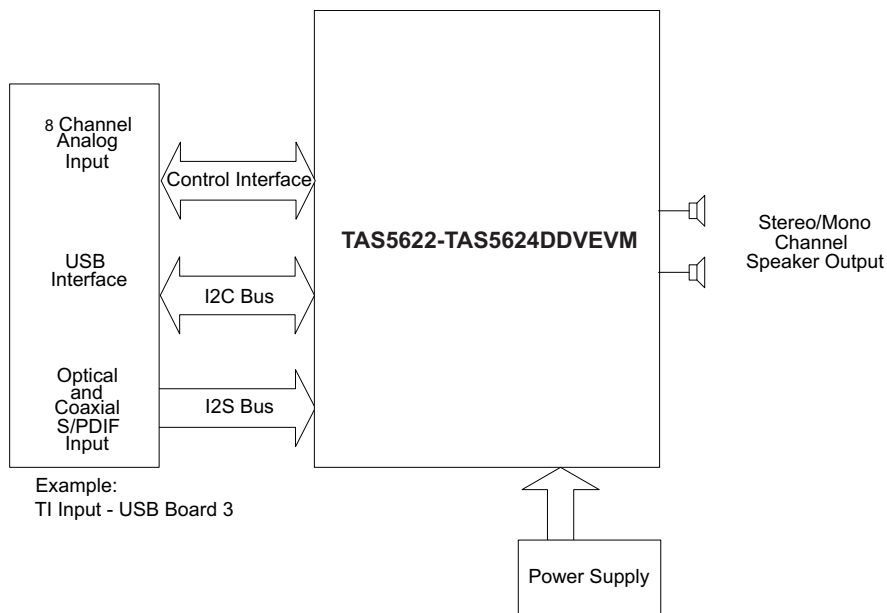 8 Channel
Analog
Input
Control Interface
TAS5622-TAS5624DDVEVM
Stereo/Mono
Channel
Speaker Output
USB
Interface
I2C Bus
Optical
and
Coaxial
S/PDIF
Input
I2S Bus
Example:
TI Input - USB Board 3
Power Supply